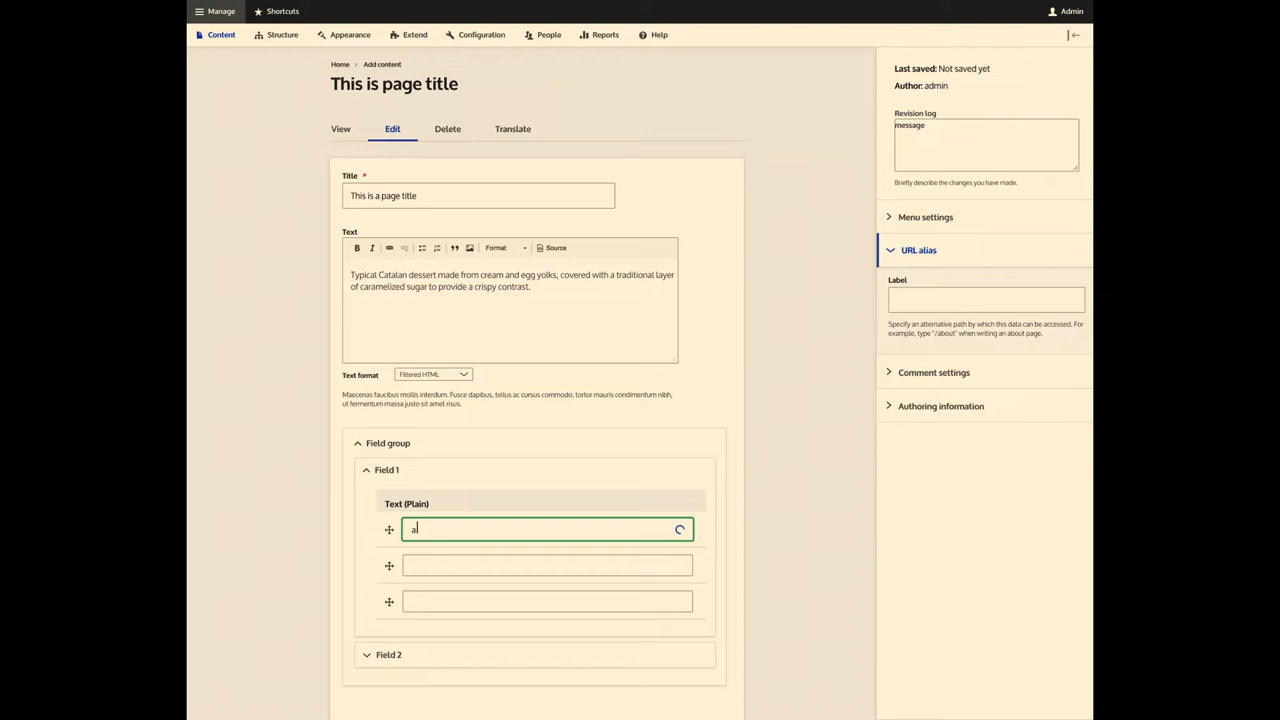 Manage
Shortcuts
Admin
Content
Structure
Appearance
Extend
Configuration
People
Reports
Help
Home › Add content
This is page title
View
Edit
Delete
Translate
Title *
This is a page title
Text
B I Format Source
Typical Catalan dessert made from cream and egg yolks, covered with a traditional layer
of caramelized sugar to provide a crispy contrast.
Text format
Filtered HTML
Maecenas faucibus mollis interdum. Fusce dapibus, tellus ac cursus commodo, tortor mauris condimentum nibh,
ut fermentum massa justo sit amet risus.
Field group
Field 1
Text (Plain)
a
Field 2
Last saved: Not saved yet
Author: admin
Revision log
message
Briefly describe the changes you have made.
Menu settings
URL alias
Label
Specify an alternative path by which this data can be accessed. For
example, type "/about" when writing an about page.
Comment settings
Authoring information